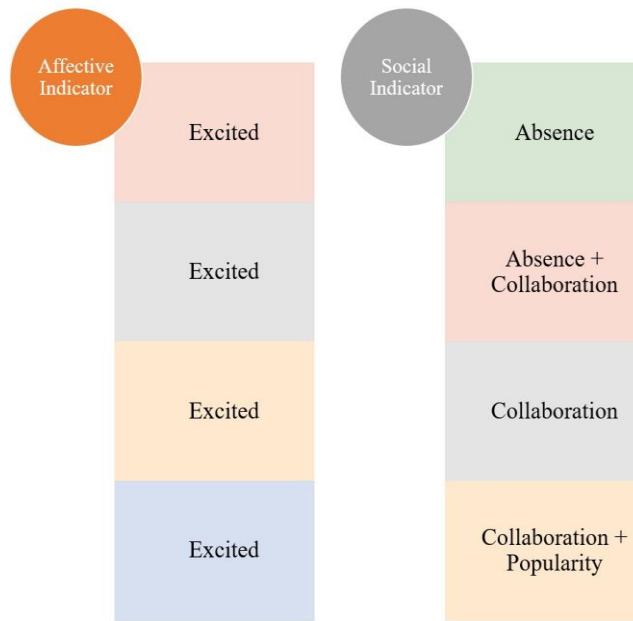 Affective
Indicator
Excited
Excited
Excited
Excited
Social
Indicator
Absence
Absence +
Collaboration
Collaboration
Collaboration +
Popularity